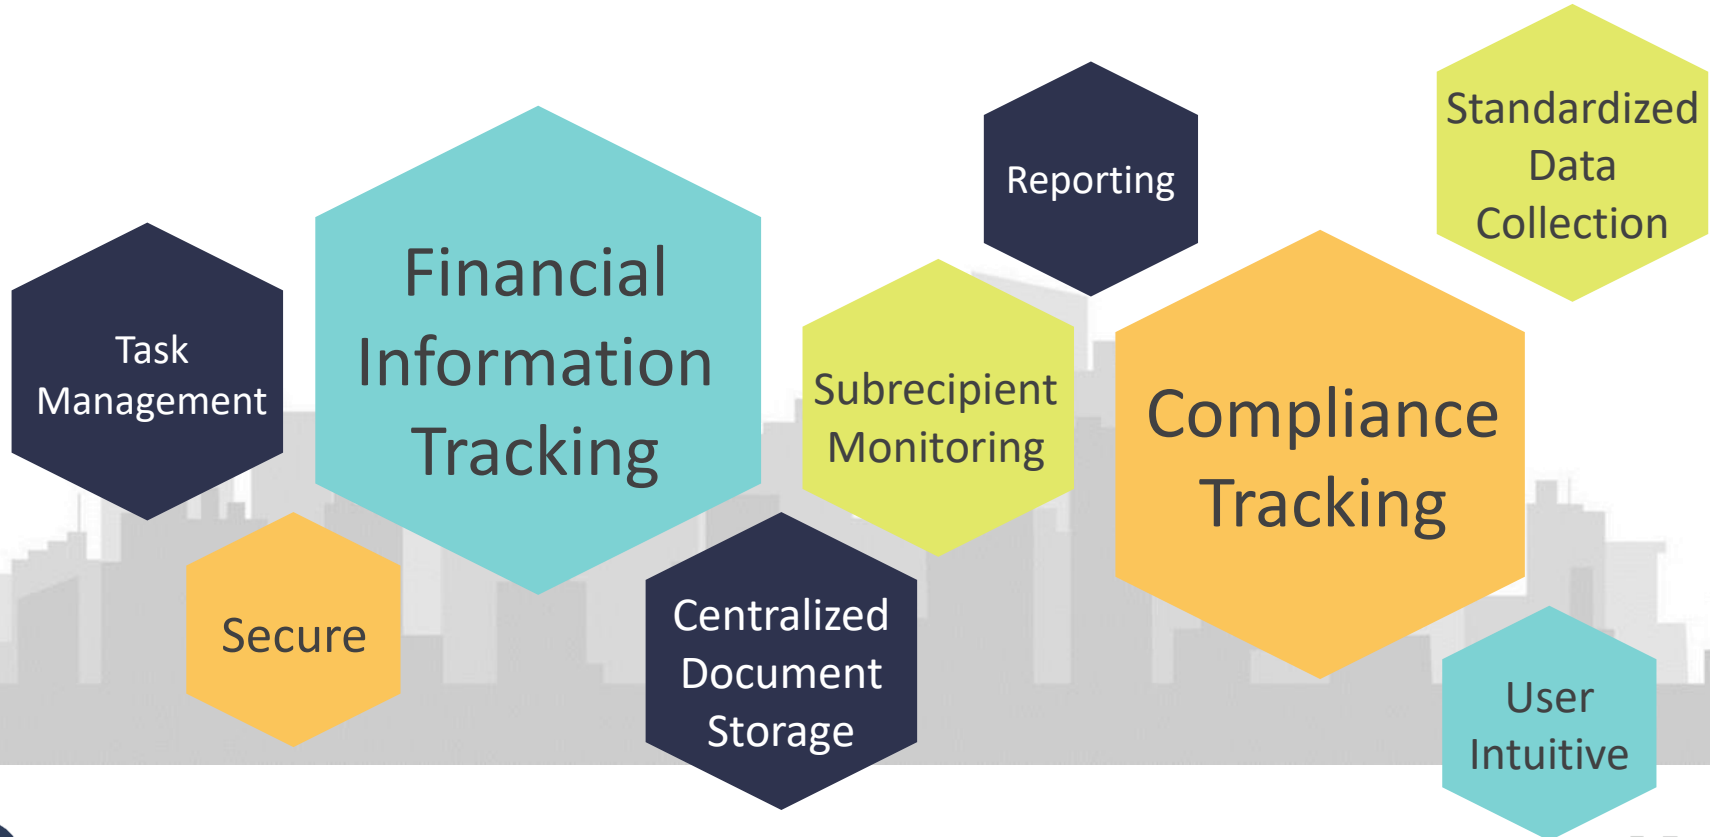 Task
Management
Financial
Information
Tracking
Secure
Centralized
Document
Storage
Subrecipient
Monitoring
Reporting
Compliance
Tracking
Standardized
Data
Collection
User
Intuitive